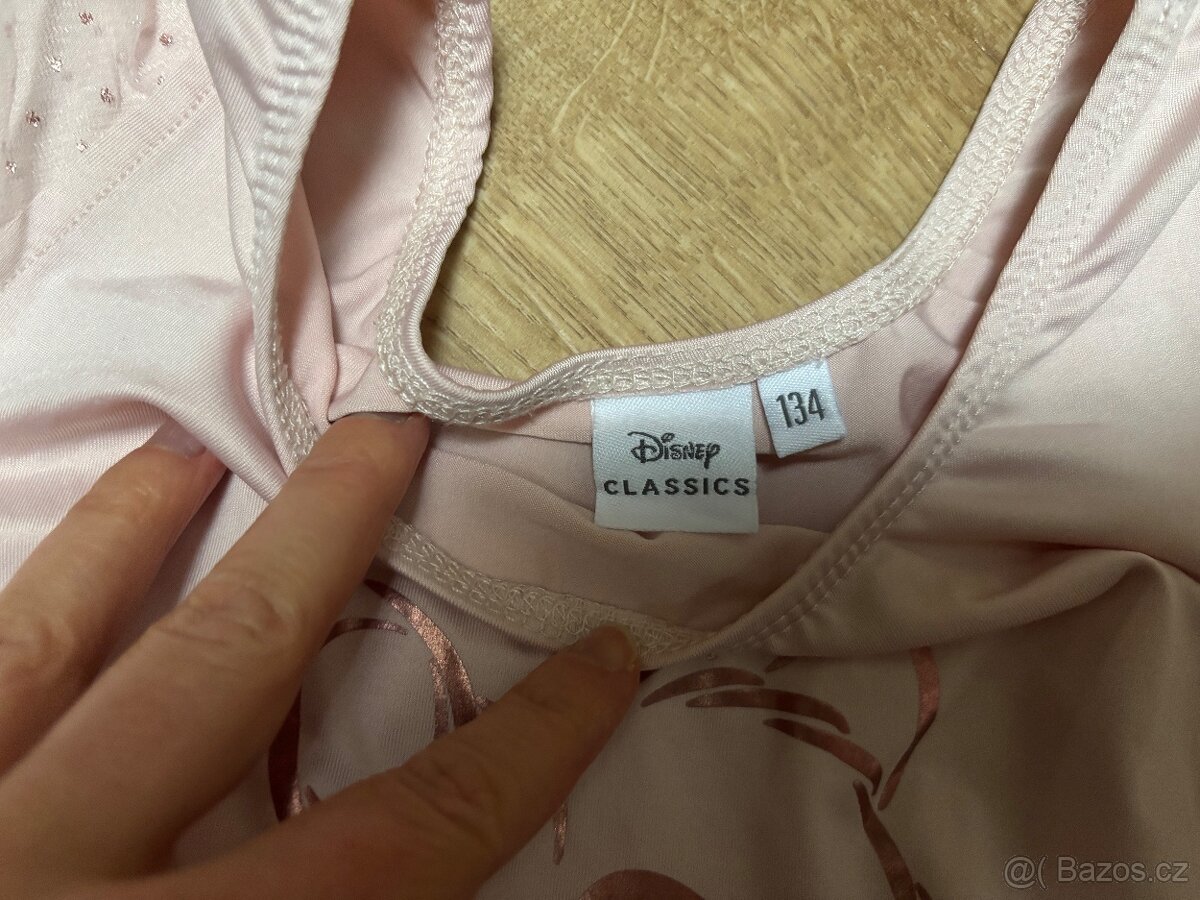 134
Disney
CLASSICS
@( Bazos.cz